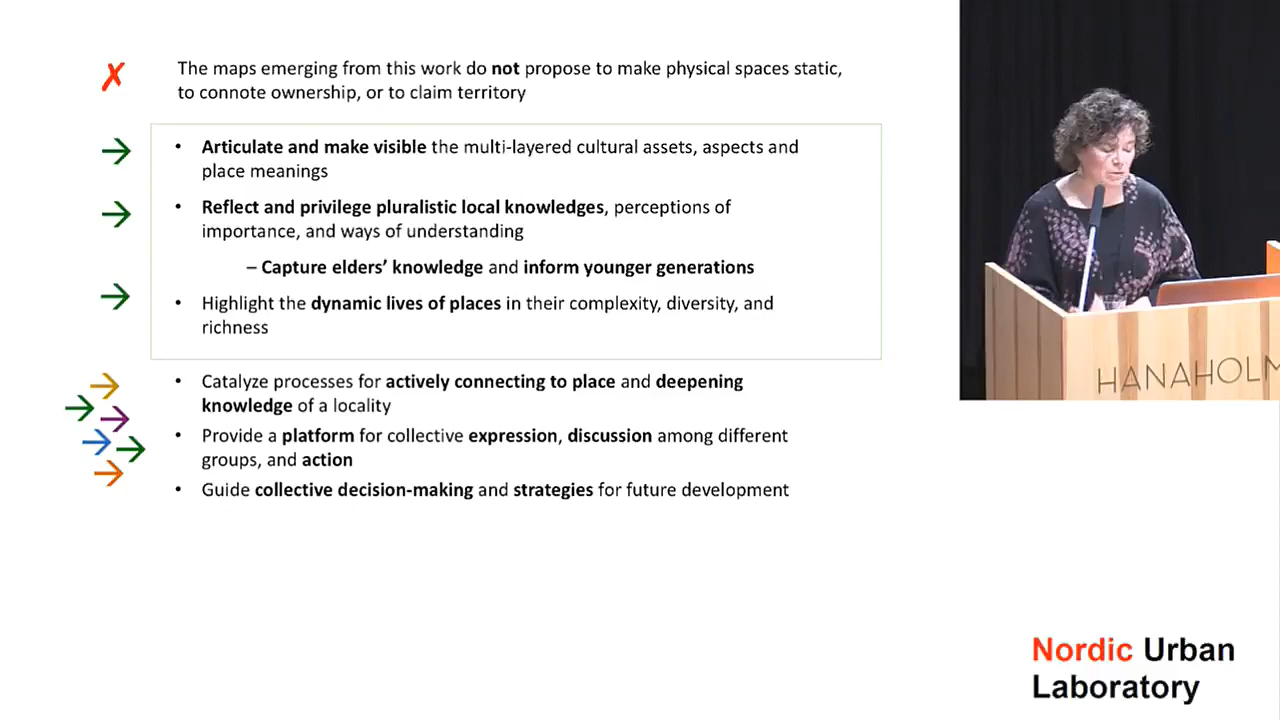 The maps emerging from this work do not propose to make physical spaces static,
to connote ownership, or to claim territory
• Articulate and make visible the multi-layered cultural assets, aspects and
place meanings
• Reflect and privilege pluralistic local knowledges, perceptions of
importance, and ways of understanding
– Capture elders’ knowledge and inform younger generations
• Highlight the dynamic lives of places in their complexity, diversity, and
richness
• Catalyze processes for actively connecting to place and deepening
knowledge of a locality
• Provide a platform for collective expression, discussion among different
groups, and action
• Guide collective decision-making and strategies for future development
HANAHOLM
Nordic Urban
Laboratory